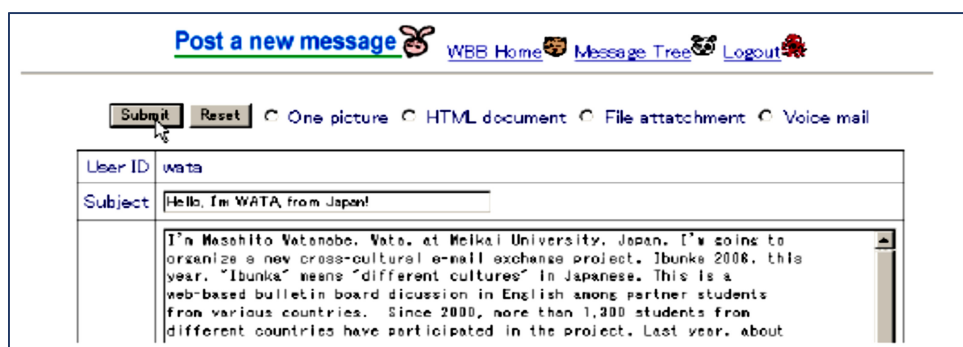 Post a new message WBB Home Message Tree Logout
Submit Reset One picture HTML document File attatchment Voice mail
User ID wata
Subject Hello, I'm WATA, from Japan!
I'm Masahito Watanabe, Wata, at Meikai University, Japan. I'm going to
organize a new cross-cultural e-mail exchange project, Ibunka 2006, this
year. "Ibunka" means "different cultures" in Japanese. This is a
web-based bulletin board dicussion in English among partner students
from various countries. Since 2000, more than 1,300 students from
different countries have participated in the project. Last year, about